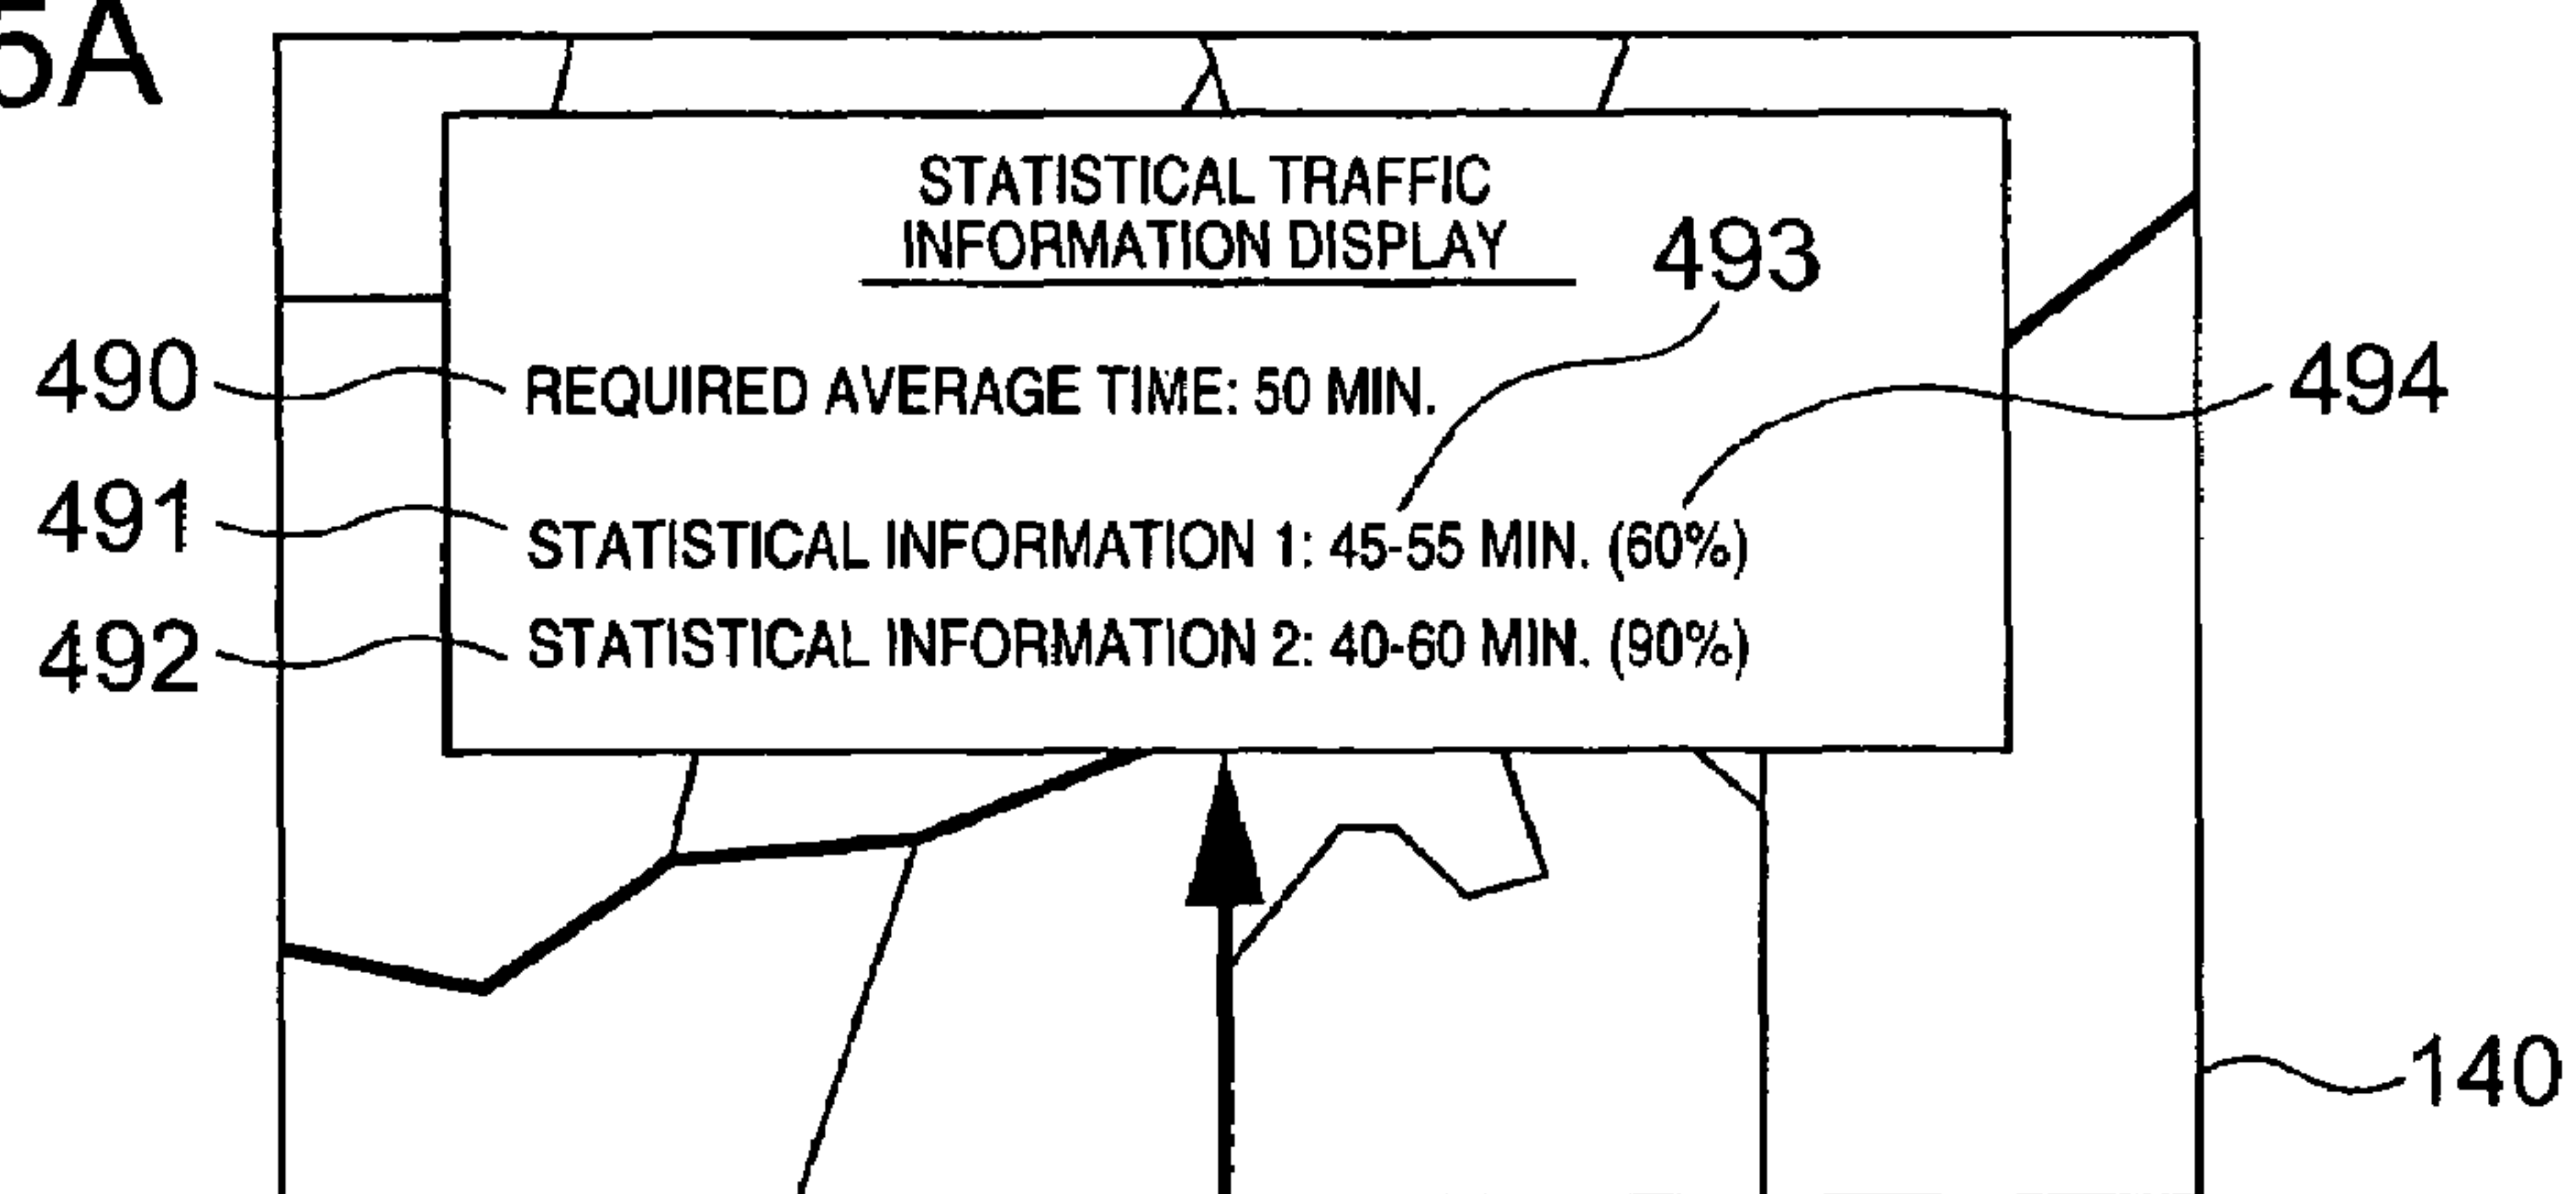 5A
STATISTICAL TRAFFIC
INFORMATION DISPLAY
493
490
REQUIRED AVERAGE TIME: 50 MIN.
494
491
STATISTICAL INFORMATION 1: 45-55 MIN. (60%)
492
STATISTICAL INFORMATION 2: 40-60 MIN. (90%)
140